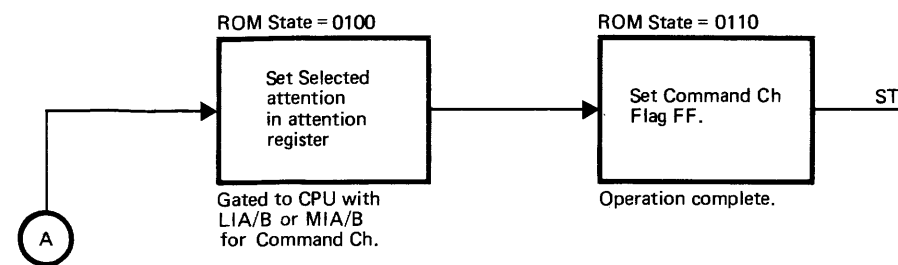 ROM State = 0100
Set Selected
attention
in attention
register
Gated to CPU with
LIA/B or MIA/B
for Command Ch.
A
ROM State = 0110
Set Command Ch
Flag FF.
Operation complete.
ST